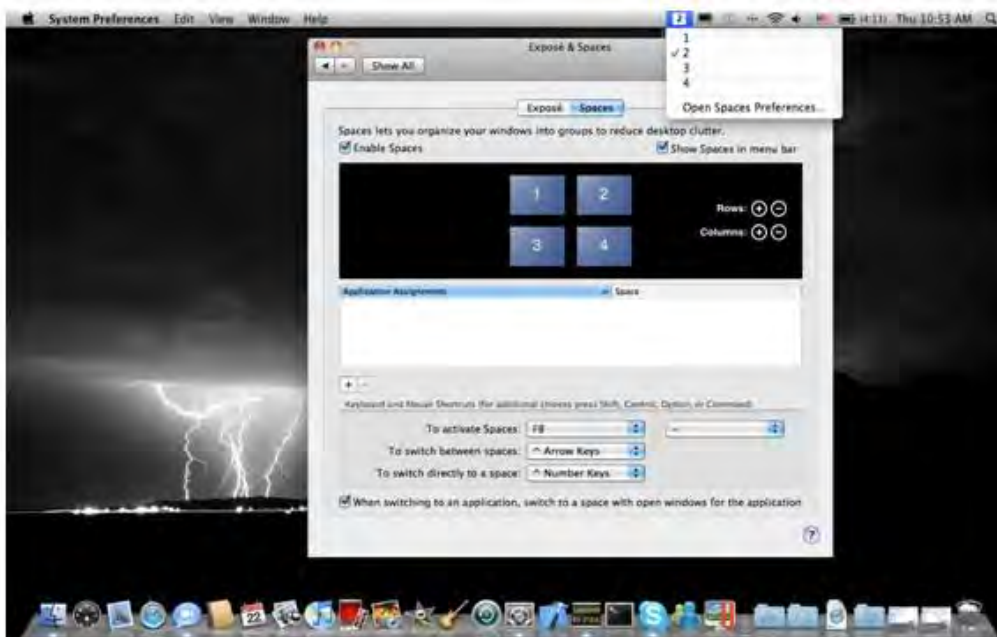 System Preferences Edit View Window Help
2 (4:13) Thu 10:53 AM
1
✓ 2
3
4
Open Spaces Preferences...
Exposé & Spaces
Show All
Exposé Spaces
Spaces lets you organize your windows into groups to reduce desktop clutter.
Enable Spaces Show Spaces in menu bar
1 2
Rows:
Columns:
3 4
Application Assignments Space
+ −
Keyboard and Mouse Shortcuts (for additional choices press Shift, Control, Option, or Command)
To activate Spaces: F8 –
To switch between spaces: ^ Arrow Keys
To switch directly to a space: ^ Number Keys
When switching to an application, switch to a space with open windows for the application
?
22